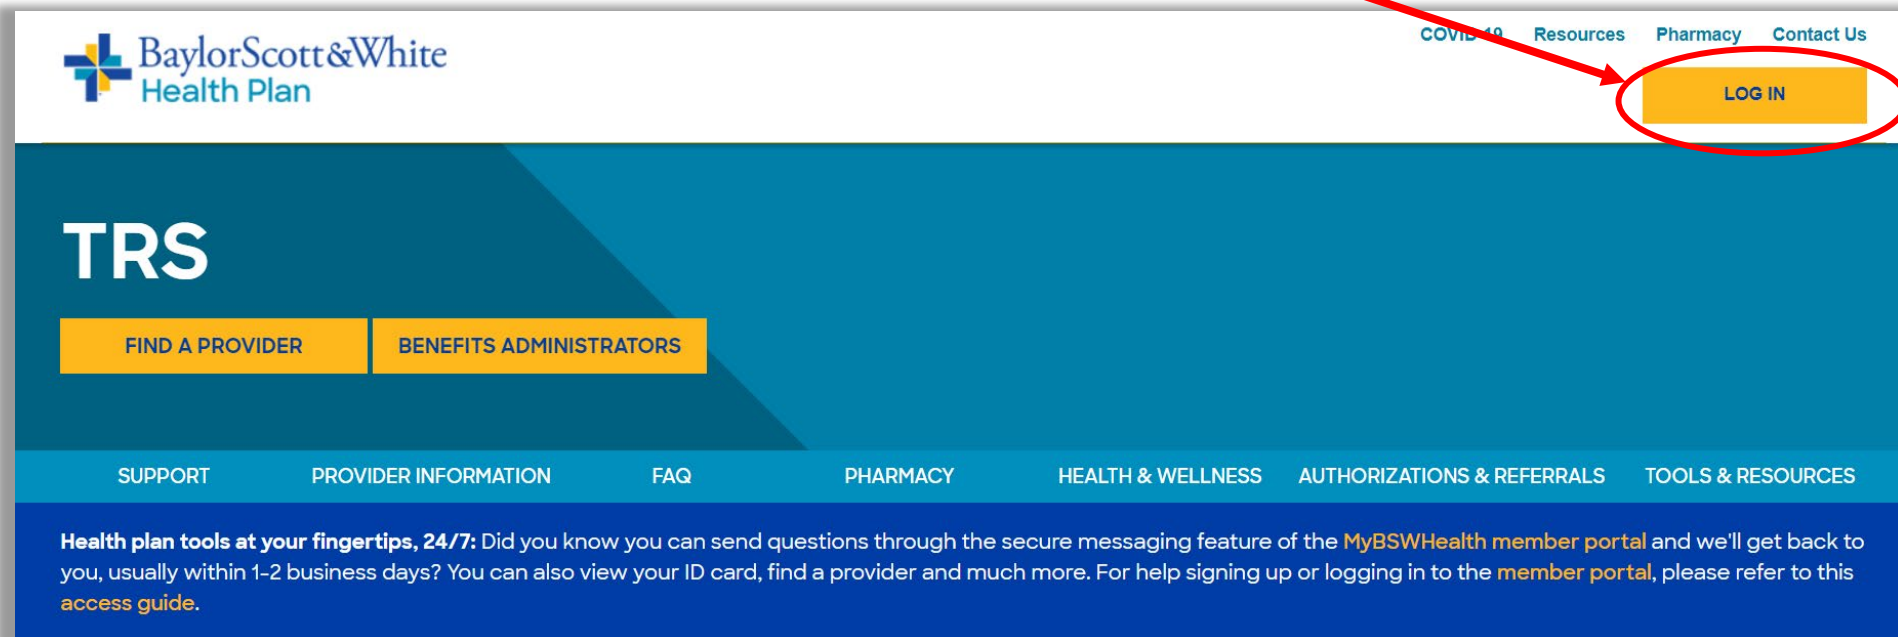 BaylorScott&White
Health Plan
COVID-19 Resources Pharmacy Contact Us
LOG IN
TRS
FIND A PROVIDER BENEFITS ADMINISTRATORS
SUPPORT PROVIDER INFORMATION FAQ PHARMACY HEALTH & WELLNESS AUTHORIZATIONS & REFERRALS TOOLS & RESOURCES
Health plan tools at your fingertips, 24/7: Did you know you can send questions through the secure messaging feature of the MyBSWHealth member portal and we'll get back to
you, usually within 1-2 business days? You can also view your ID card, find a provider and much more. For help signing up or logging in to the member portal, please refer to this
access guide.